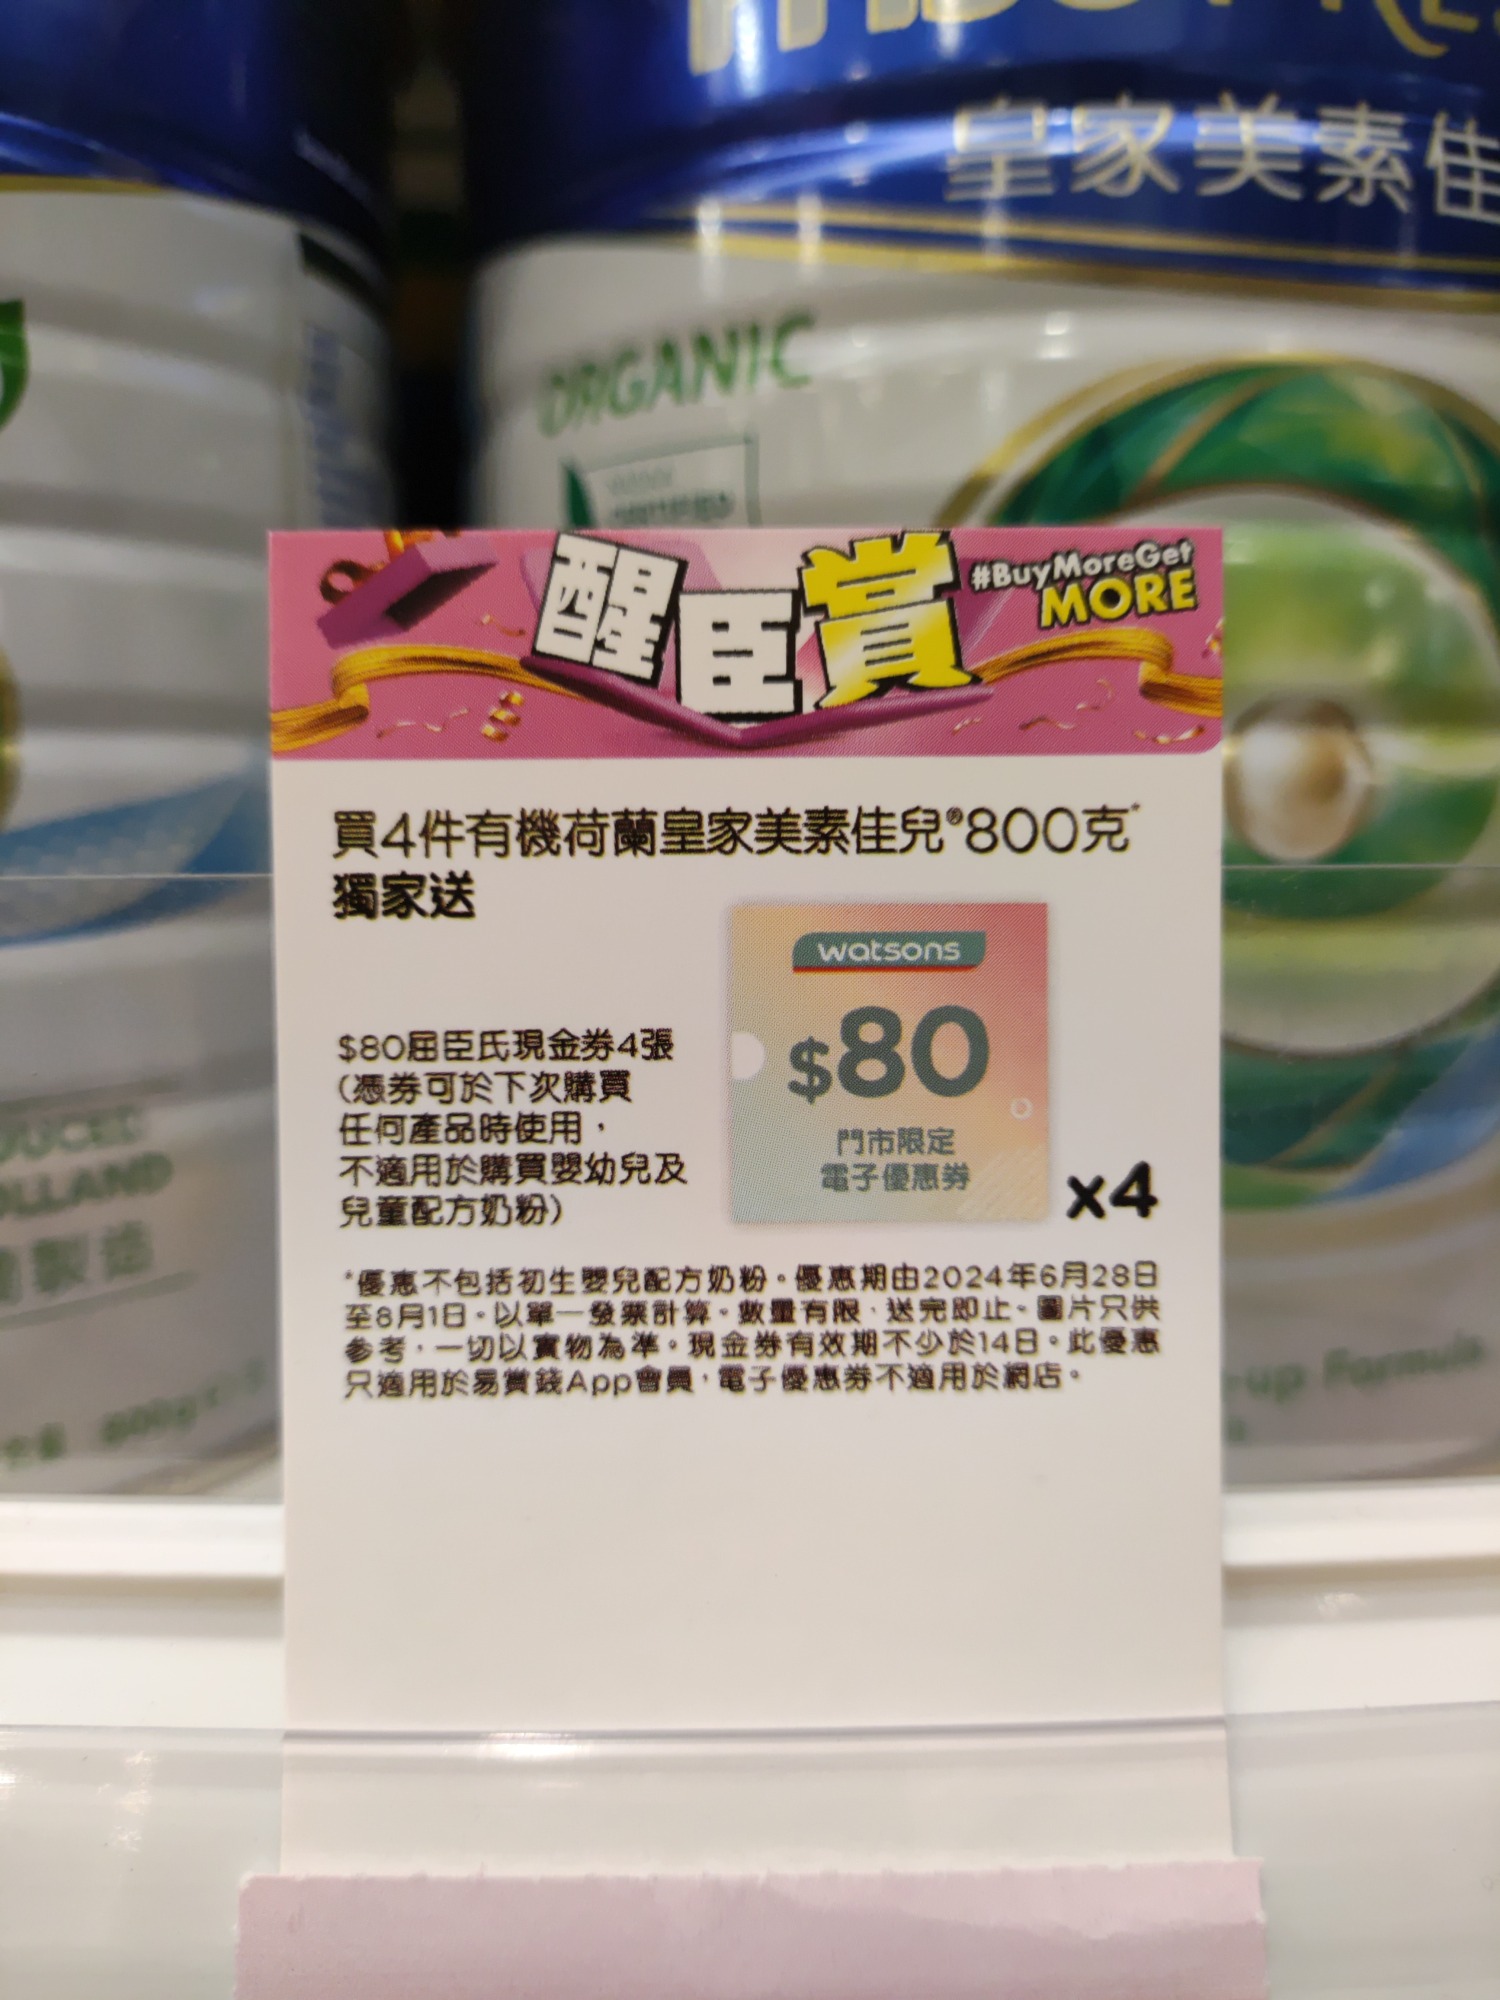 皇家美素佳
ORGANIC
醒臣賞
#BuyMoreGet
MORE
買4件有機荷蘭皇家美素佳兒®800克*
獨家送
watsons
$80
門市限定
電子優惠券
x4
$80屈臣氏現金券4張
(憑券可於下次購買
任何產品時使用，
不適用於購買嬰幼兒及
兒童配方奶粉)
*優惠不包括初生嬰兒配方奶粉。優惠期由2024年6月28日
至8月1日。以單一發票計算。數量有限，送完即止。圖片只供
參考，一切以實物為準。現金券有效期不少於14日。此優惠
只適用於易賞錢App會員，電子優惠券不適用於網店。
-up Formula